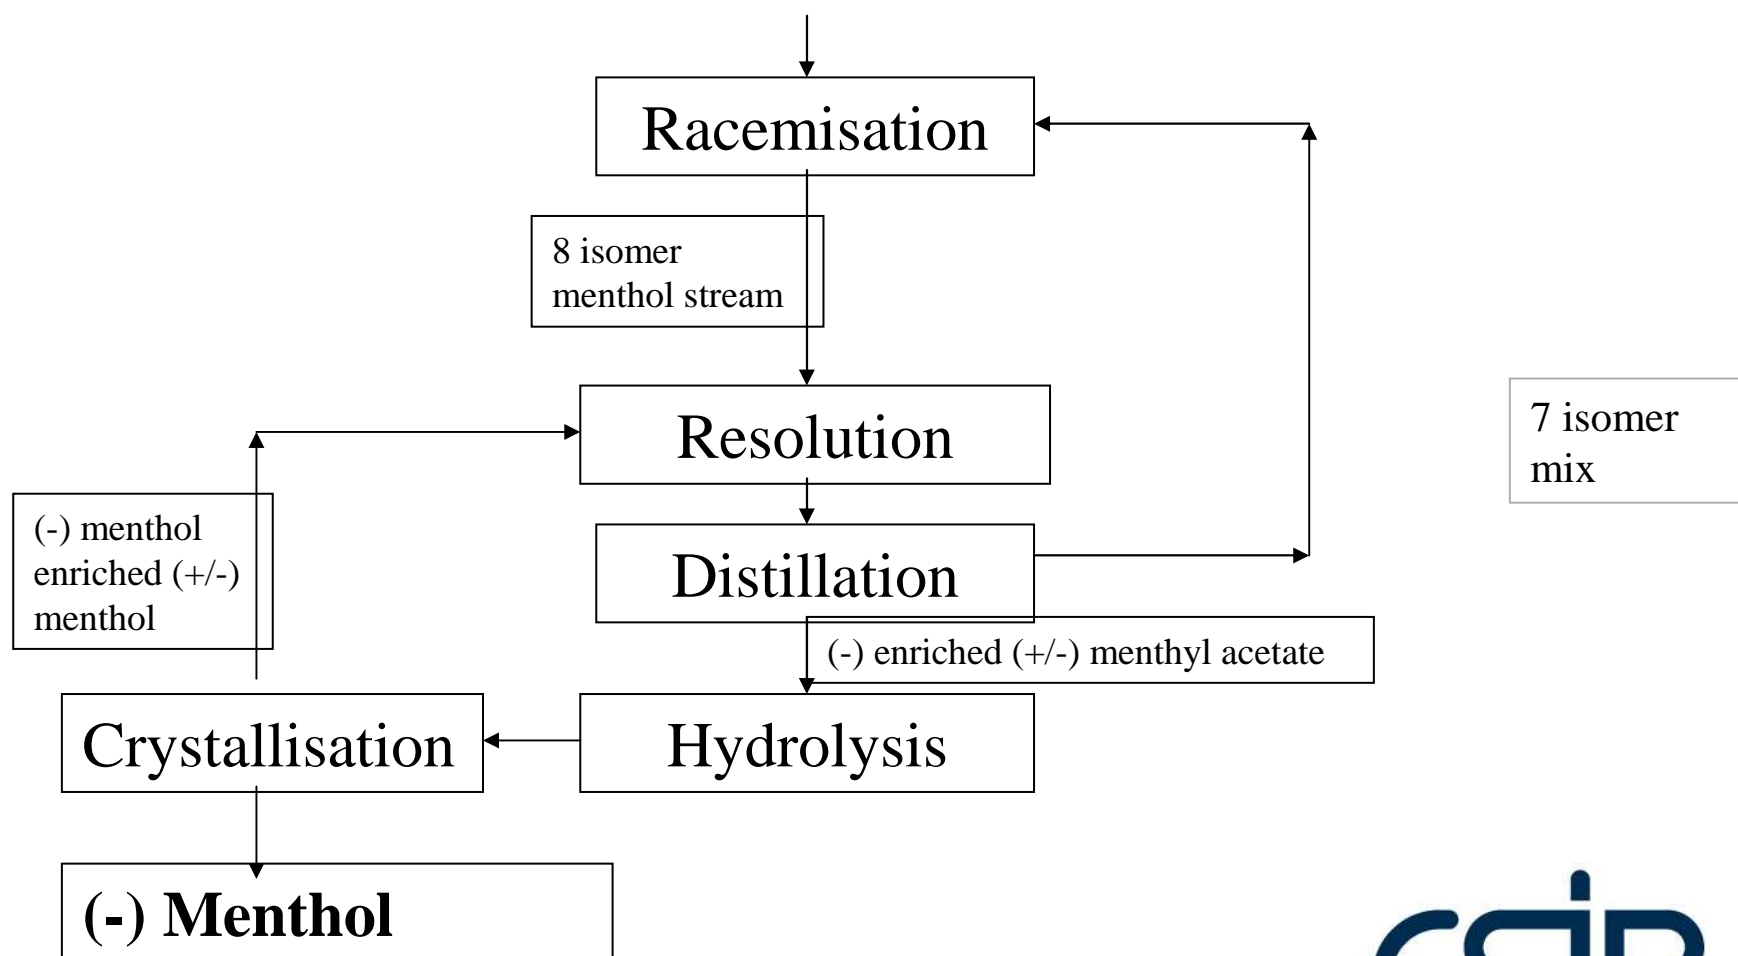 Racemisation
8 isomer
menthol stream
Resolution
7 isomer
mix
(-) menthol
enriched (+/-)
menthol
Distillation
(-) enriched (+/-) menthyl acetate
Crystallisation
Hydrolysis
(-) Menthol